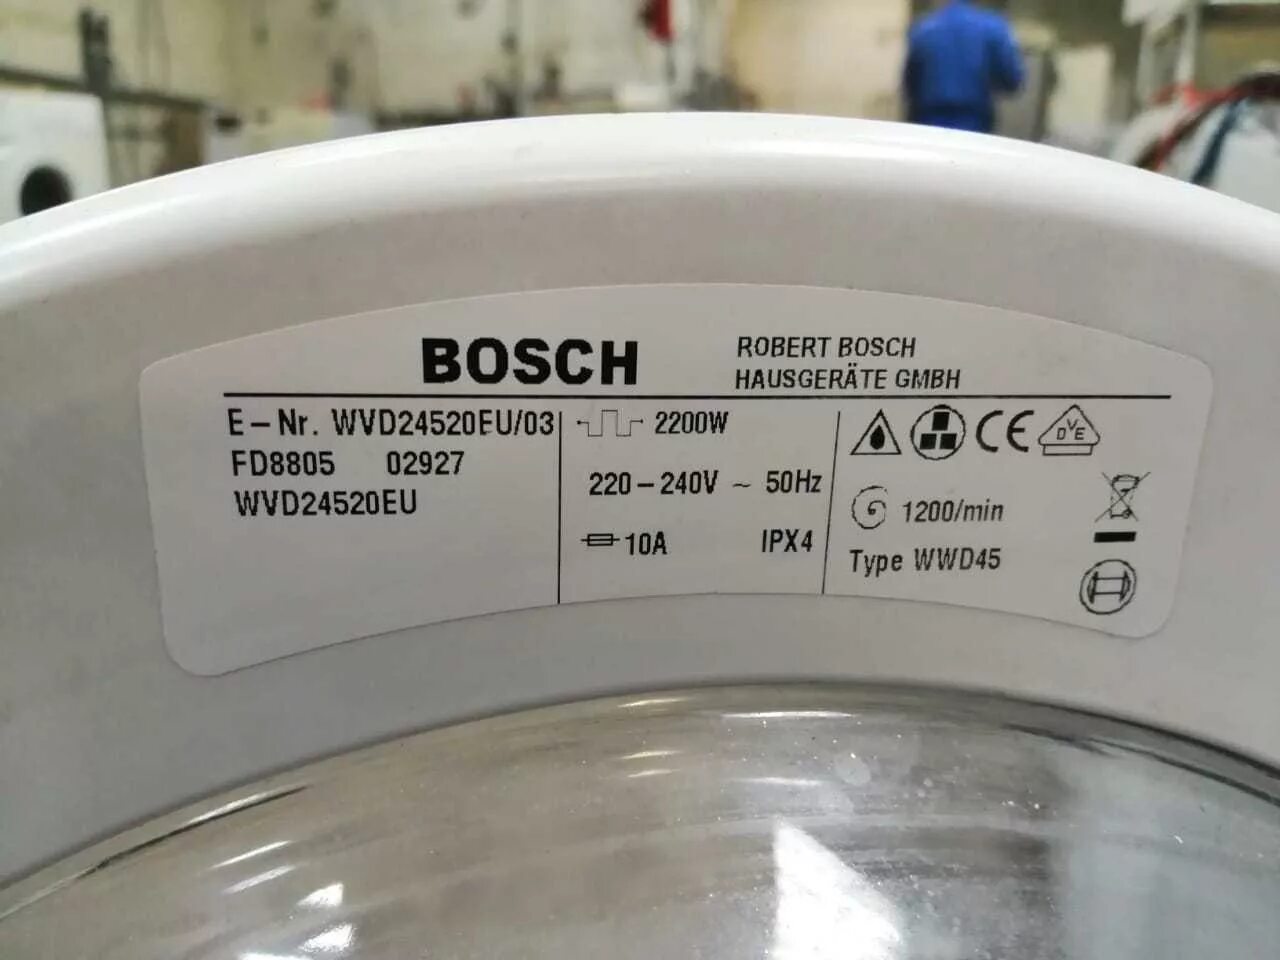 BOSCH
ROBERT BOSCH
HAUSGERÄTE GMBH
E-Nr. WVD24520EU/03
FD8805 02927
WVD24520EU
2200W
220-240V ~ 50Hz
10A IPX4
CE DVE
1200/min
Type WWD45